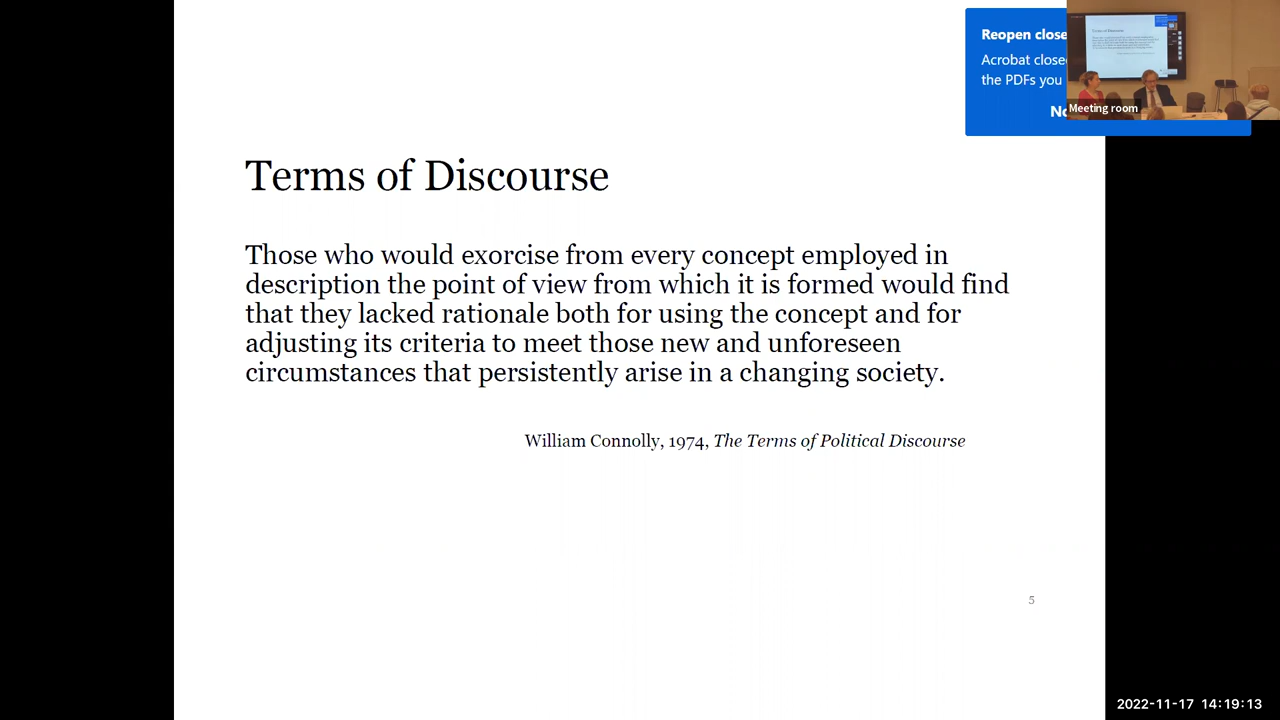 Reopen close
Acrobat close
the PDFs you
Meeting room
Terms of Discourse
Those who would exorcise from every concept employed in
description the point of view from which it is formed would find
that they lacked rationale both for using the concept and for
adjusting its criteria to meet those new and unforeseen
circumstances that persistently arise in a changing society.
William Connolly, 1974, The Terms of Political Discourse
5
2022-11-17 14:19:13